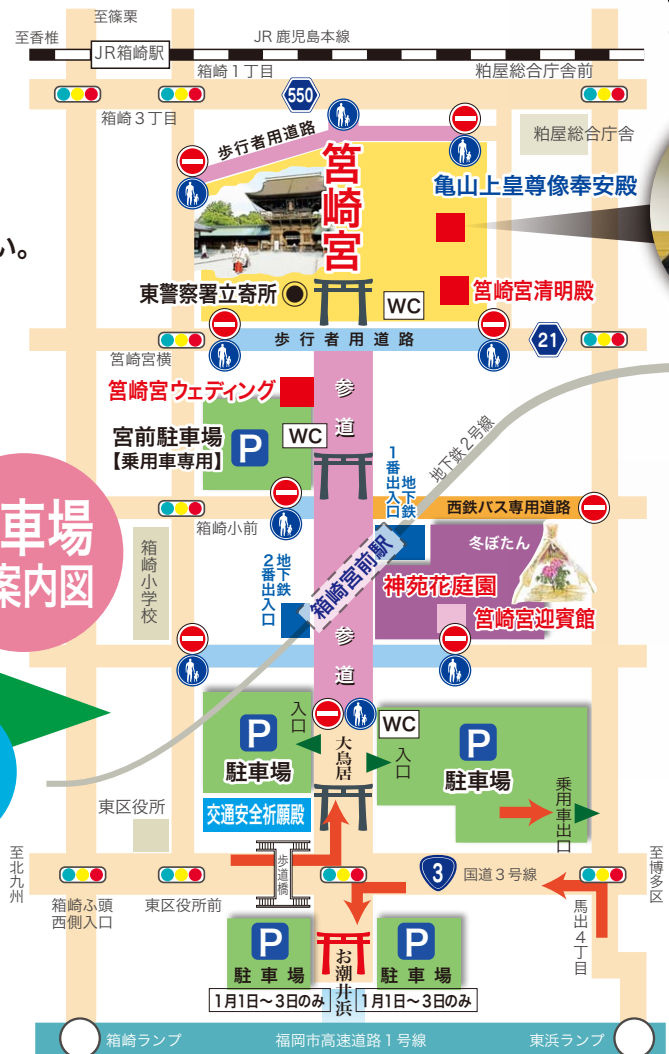 至篠栗
至香椎
JR箱崎駅
JR 鹿児島本線
箱崎1丁目
粕屋総合庁舎前
550
箱崎3丁目
歩行者用道路
粕屋総合庁舎
筥崎宮
亀山上皇尊像奉安殿
い。
東警察署立寄所
WC
筥崎宮清明殿
歩行者用道路
21
筥崎宮横
筥崎宮ウェディング
参道
宮前駐車場
【乗用車専用】
P
WC
地下鉄2号線
地下鉄
1番出入口
西鉄バス専用道路
箱崎小前
車場
案内図
箱崎小学校
地下鉄
2番出入口
箱崎宮前駅
冬ぼたん
神苑花庭園
筥崎宮迎賓館
参道
入口
P
駐車場
WC
大鳥居
入口
P
駐車場
乗用車出口
東区役所
交通安全祈願殿
至北九州
歩道橋
3
国道3号線
至博多区
箱崎ふ頭
西側入口
東区役所前
馬出4丁目
P
駐車場
1月1日~3日のみ
お潮井浜
P
駐車場
1月1日~3日のみ
箱崎ランプ
福岡市高速道路1号線
東浜ランプ